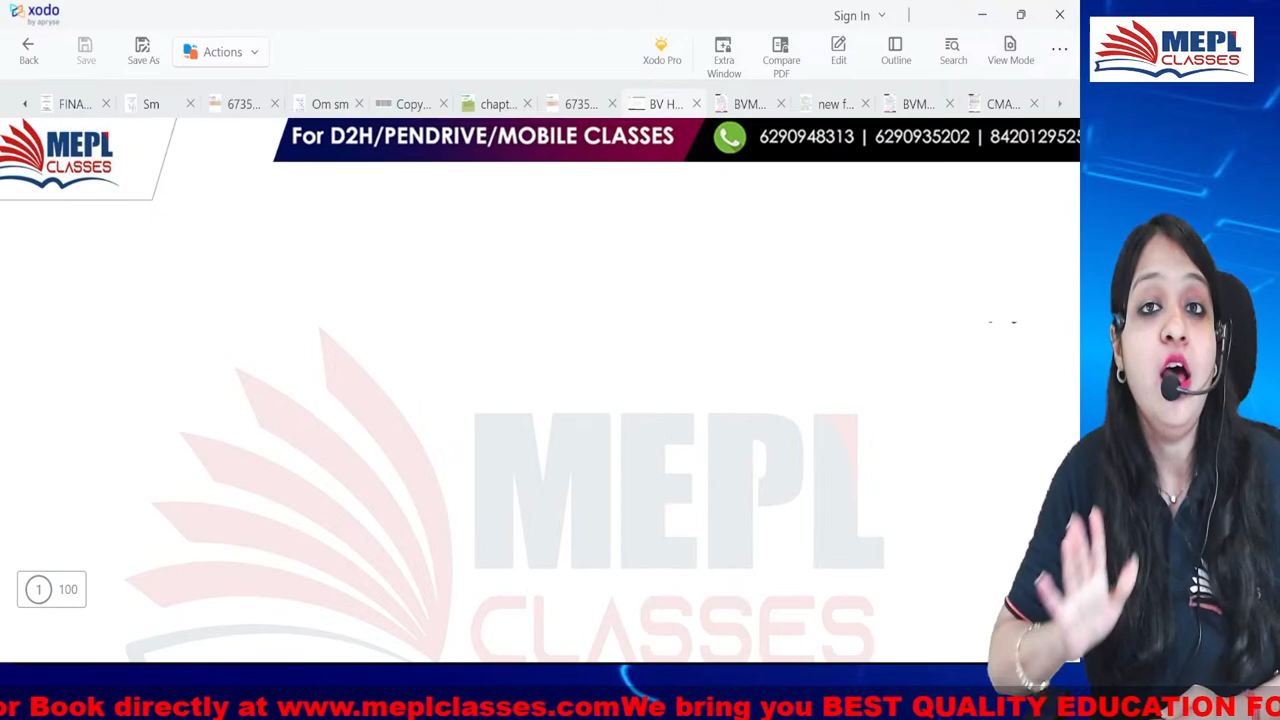 xodo
by apryse
Sign In
Back
Save
Save As
Actions
Xodo Pro
Extra Window
Compare PDF
Edit
Outline
Search
View Mode
FINA...
Sm
6735...
Om sm
Copy...
chapt...
6735...
BV H...
BVM...
new f...
BVM...
CMA...
MEPL
CLASSES
MEPL
CLASSES
For D2H/PENDRIVE/MOBILE CLASSES
6290948313 | 6290935202 | 8420129525
MEPL
CLASSES
1 100
or Book directly at www.meplclasses.comWe bring you BEST QUALITY EDUCATION FO